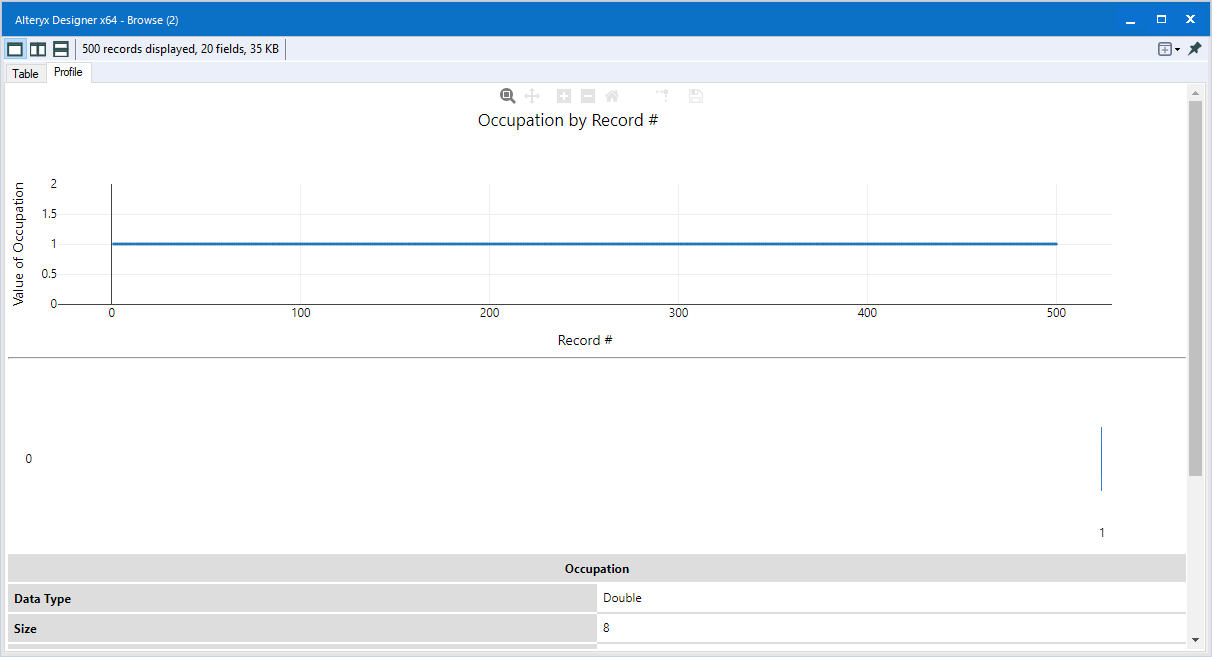 Alteryx Designer x64 - Browse (2)
500 records displayed, 20 fields, 35 KB
Table
Profile
Occupation by Record #
Value of Occupation
2
1.5
1
0.5
0
0 100 200 300 400 500
Record #
0
1
Occupation
Data Type Double
Size 8